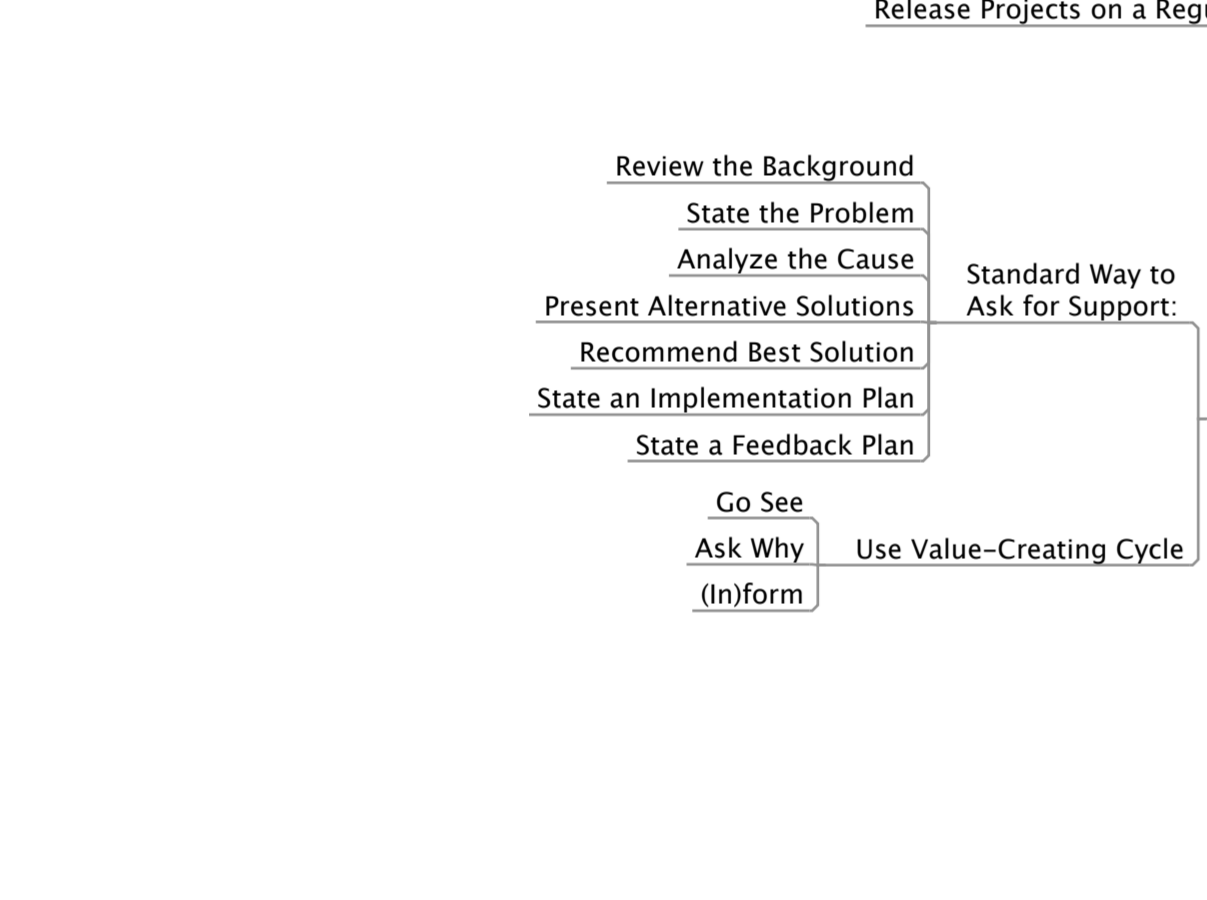 Release Projects on a
Review the Background
State the Problem
Analyze the Cause
Present Alternative Solutions
Recommend Best Solution
State an Implementation Plan
State a Feedback Plan
Standard Way to
Ask for Support:
Go See
Ask Why
(In)form
Use Value–Creating Cycle